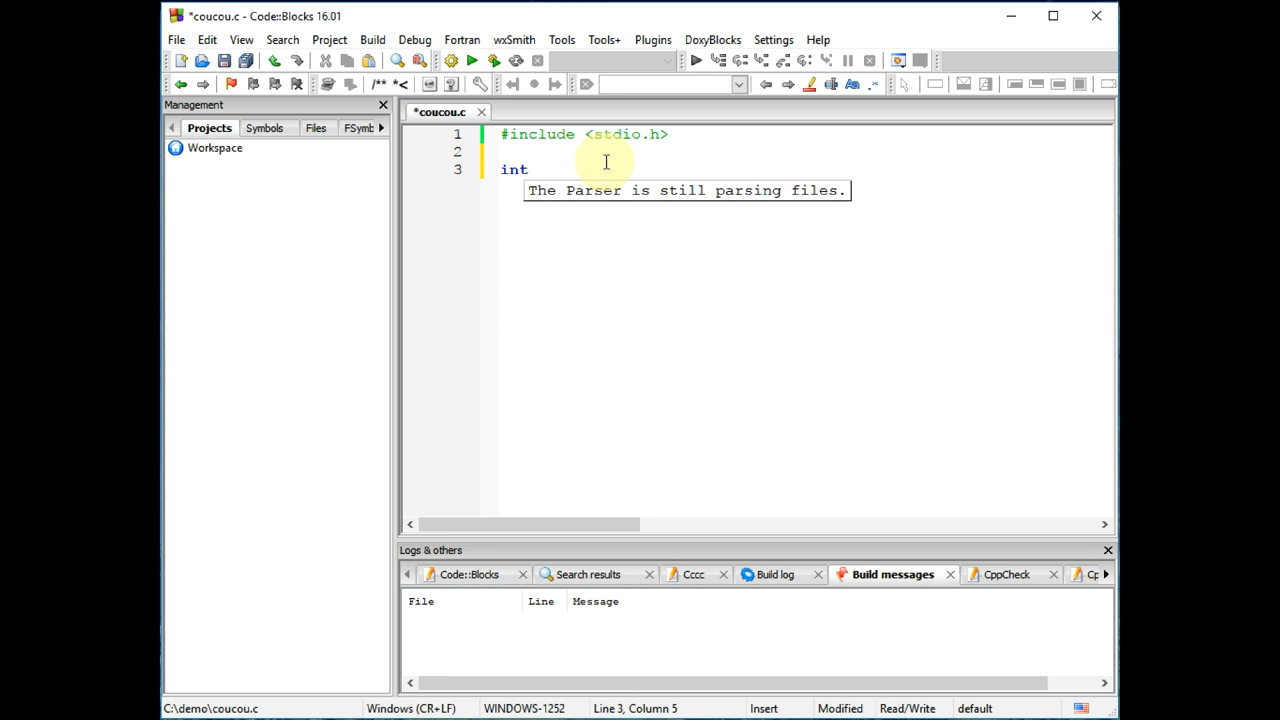 *coucou.c - Code::Blocks 16.01
File Edit View Search Project Build Debug Fortran wxSmith Tools Tools+ Plugins DoxyBlocks Settings Help
/** *<
Management
Projects Symbols Files FSymb
Workspace
*coucou.c
1 #include <stdio.h>
2
3 int
The Parser is still parsing files.
Logs & others
Code::Blocks Search results Cccc Build log Build messages CppCheck Cp
File Line Message
C:\demo\coucou.c Windows (CR+LF) WINDOWS-1252 Line 3, Column 5 Insert Modified Read/Write default